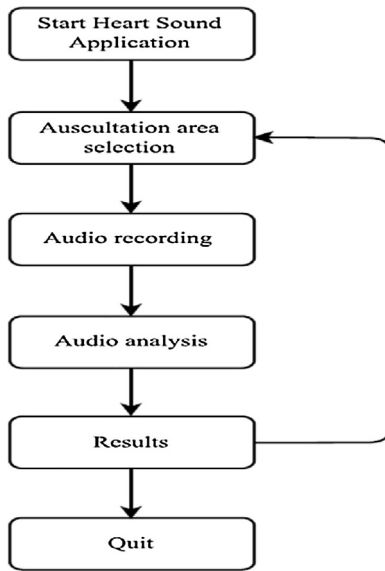 Start Heart Sound
Application
Auscultation area
selection
Audio recording
Audio analysis
Results
Quit